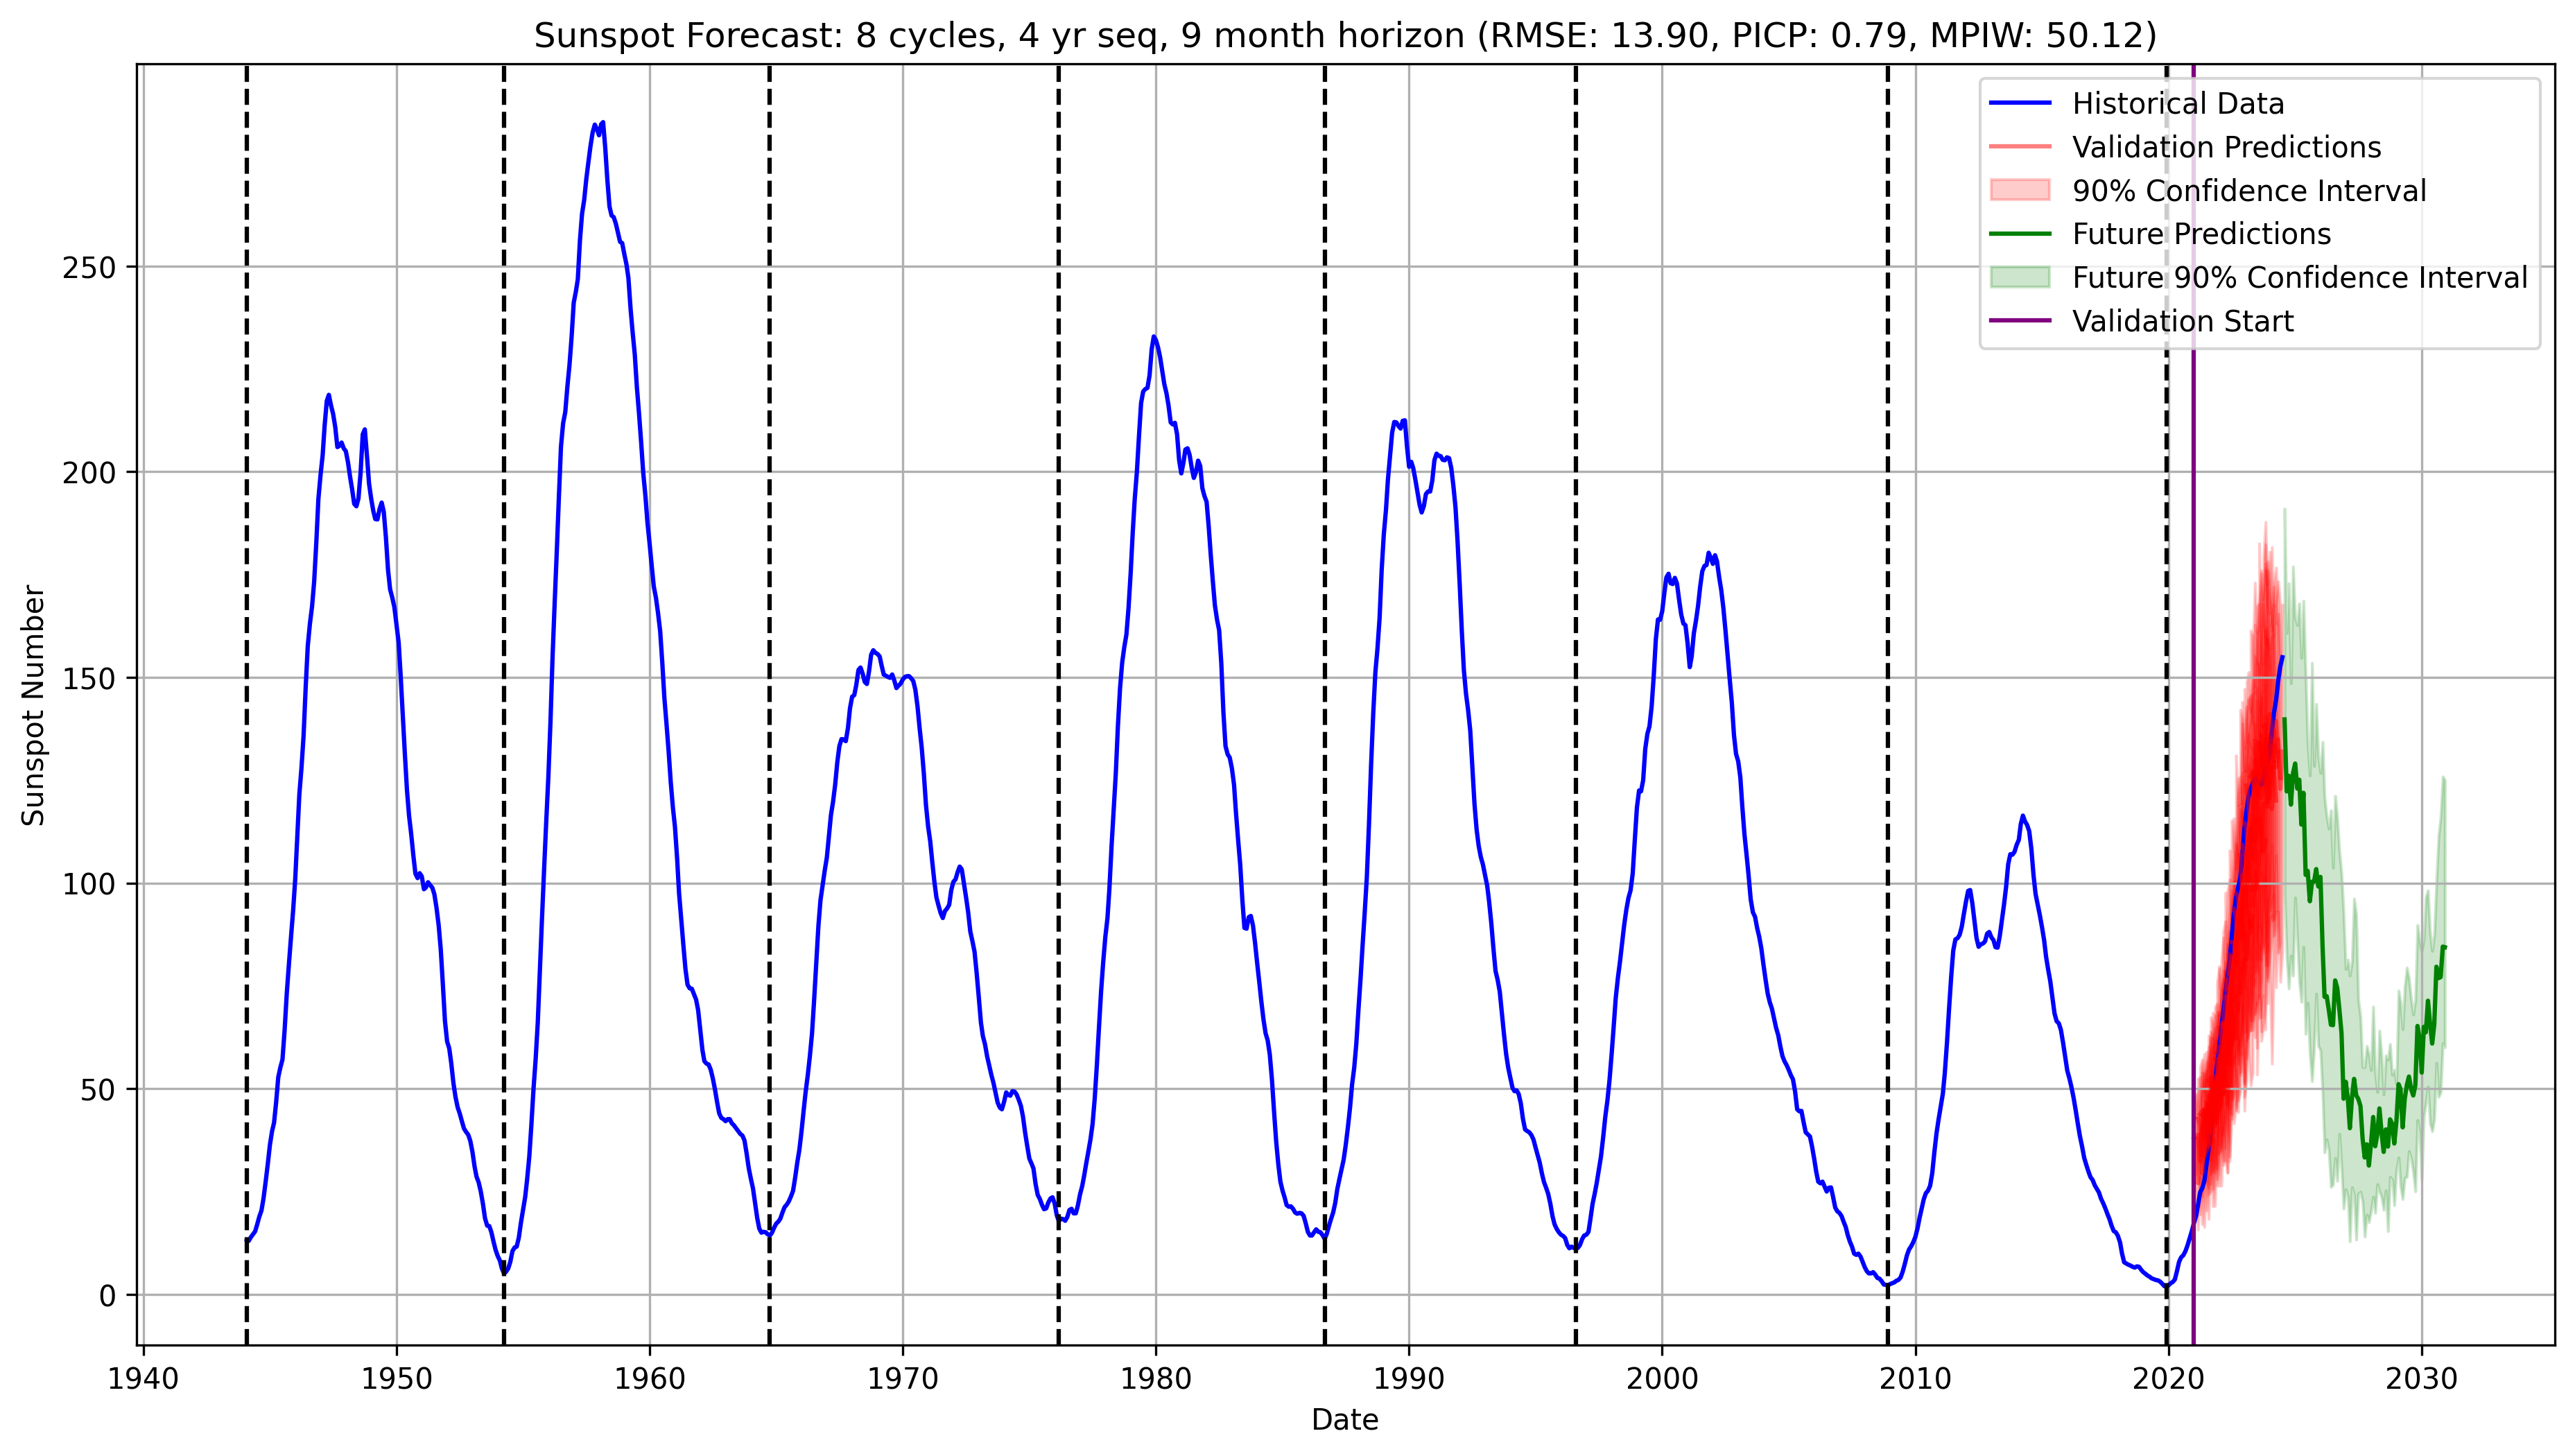 Sunspot Forecast: 8 cycles, 4 yr seq, 9 month horizon (RMSE: 13.90, PICP: 0.79, MPIW: 50.12)
Historical Data
Validation Predictions
90% Confidence Interval
Future Predictions
Future 90% Confidence Interval
Validation Start
Sunspot Number
250
200
150
100
50
0
1940 1950 1960 1970 1980 1990 2000 2010 2020 2030
Date